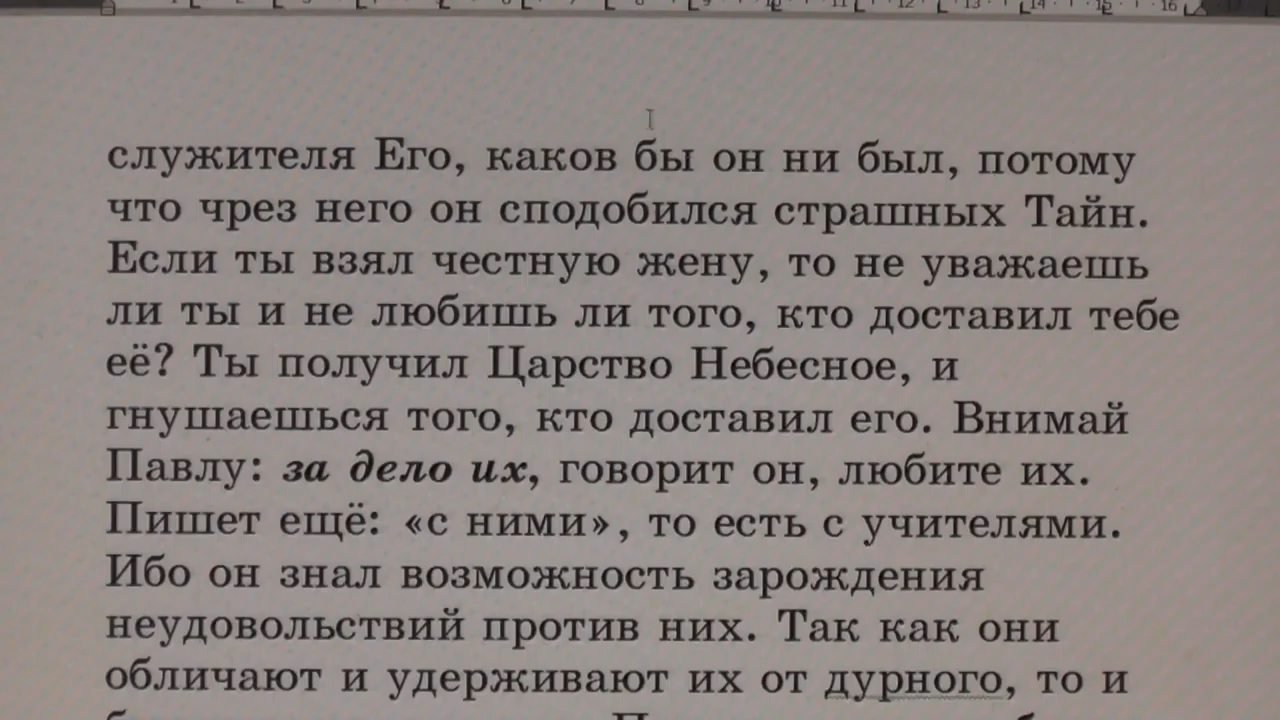 служителя Его, каков бы он ни был, потому
что чрез него он сподобился страшных Тайн.
Если ты взял честную жену, то не уважаешь
ли ты и не любишь ли того, кто доставил тебе
её? Ты получил Царство Небесное, и
гнушаешься того, кто доставил его. Внимай
Павлу: за дело их, говорит он, любите их.
Пишет ещё: «с ними», то есть с учителями.
Ибо он знал возможность зарождения
неудовольствий против них. Так как они
обличают и удерживают их от дурного, то и